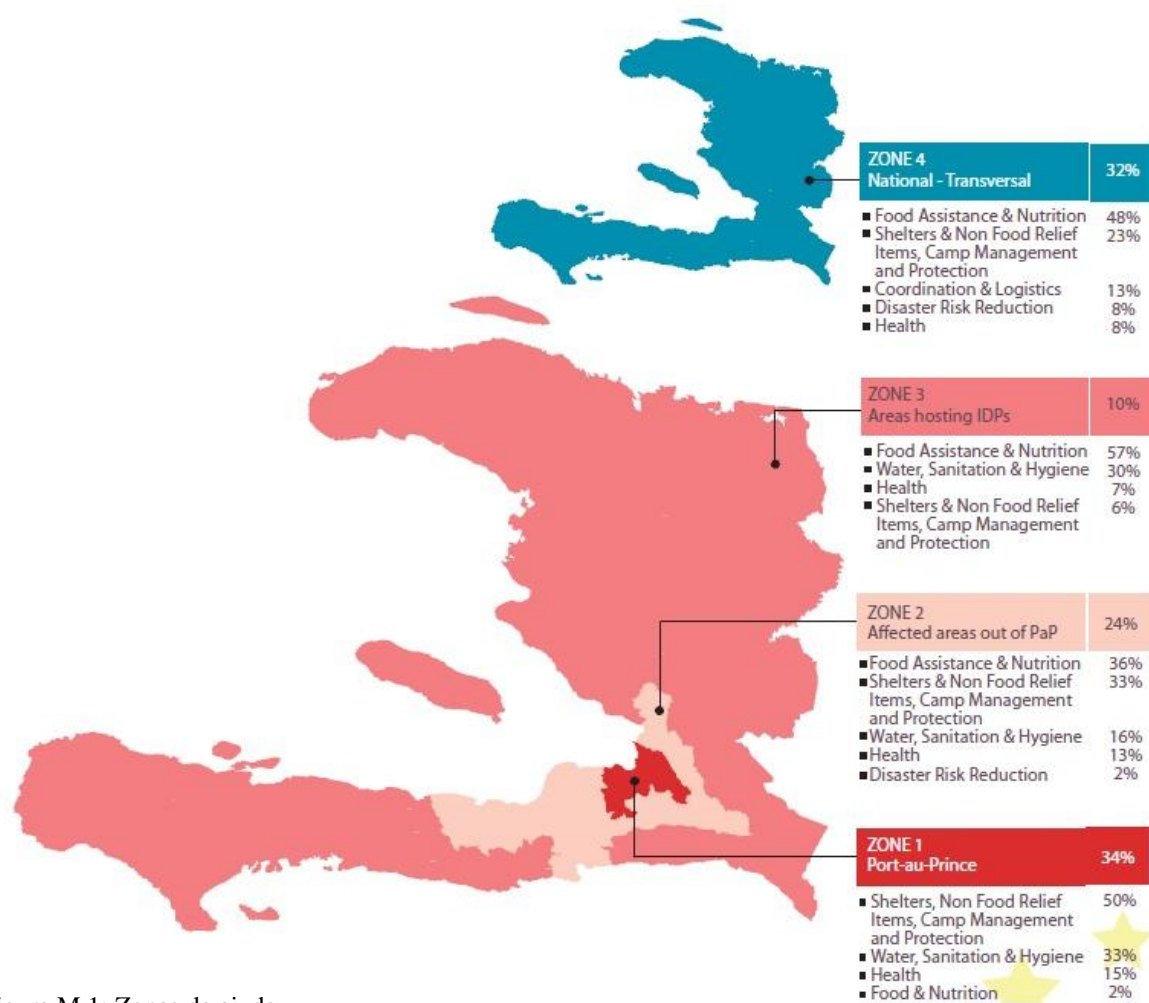 ZONE 4
National - Transversal 32%
Food Assistance & Nutrition 48%
Shelters & Non Food Relief 23%
Items, Camp Management
and Protection
Coordination & Logistics 13%
Disaster Risk Reduction 8%
Health 8%
ZONE 3
Areas hosting IDPs 10%
Food Assistance & Nutrition 57%
Water, Sanitation & Hygiene 30%
Health 7%
Shelters & Non Food Relief 6%
Items, Camp Management
and Protection
ZONE 2
Affected areas out of PaP 24%
Food Assistance & Nutrition 36%
Shelters & Non Food Relief 33%
Items, Camp Management
and Protection
Water, Sanitation & Hygiene 16%
Health 13%
Disaster Risk Reduction 2%
ZONE 1
Port-au-Prince 34%
Shelters, Non Food Relief 50%
Items, Camp Management
and Protection
Water, Sanitation & Hygiene 33%
Health 15%
Food & Nutrition 2%